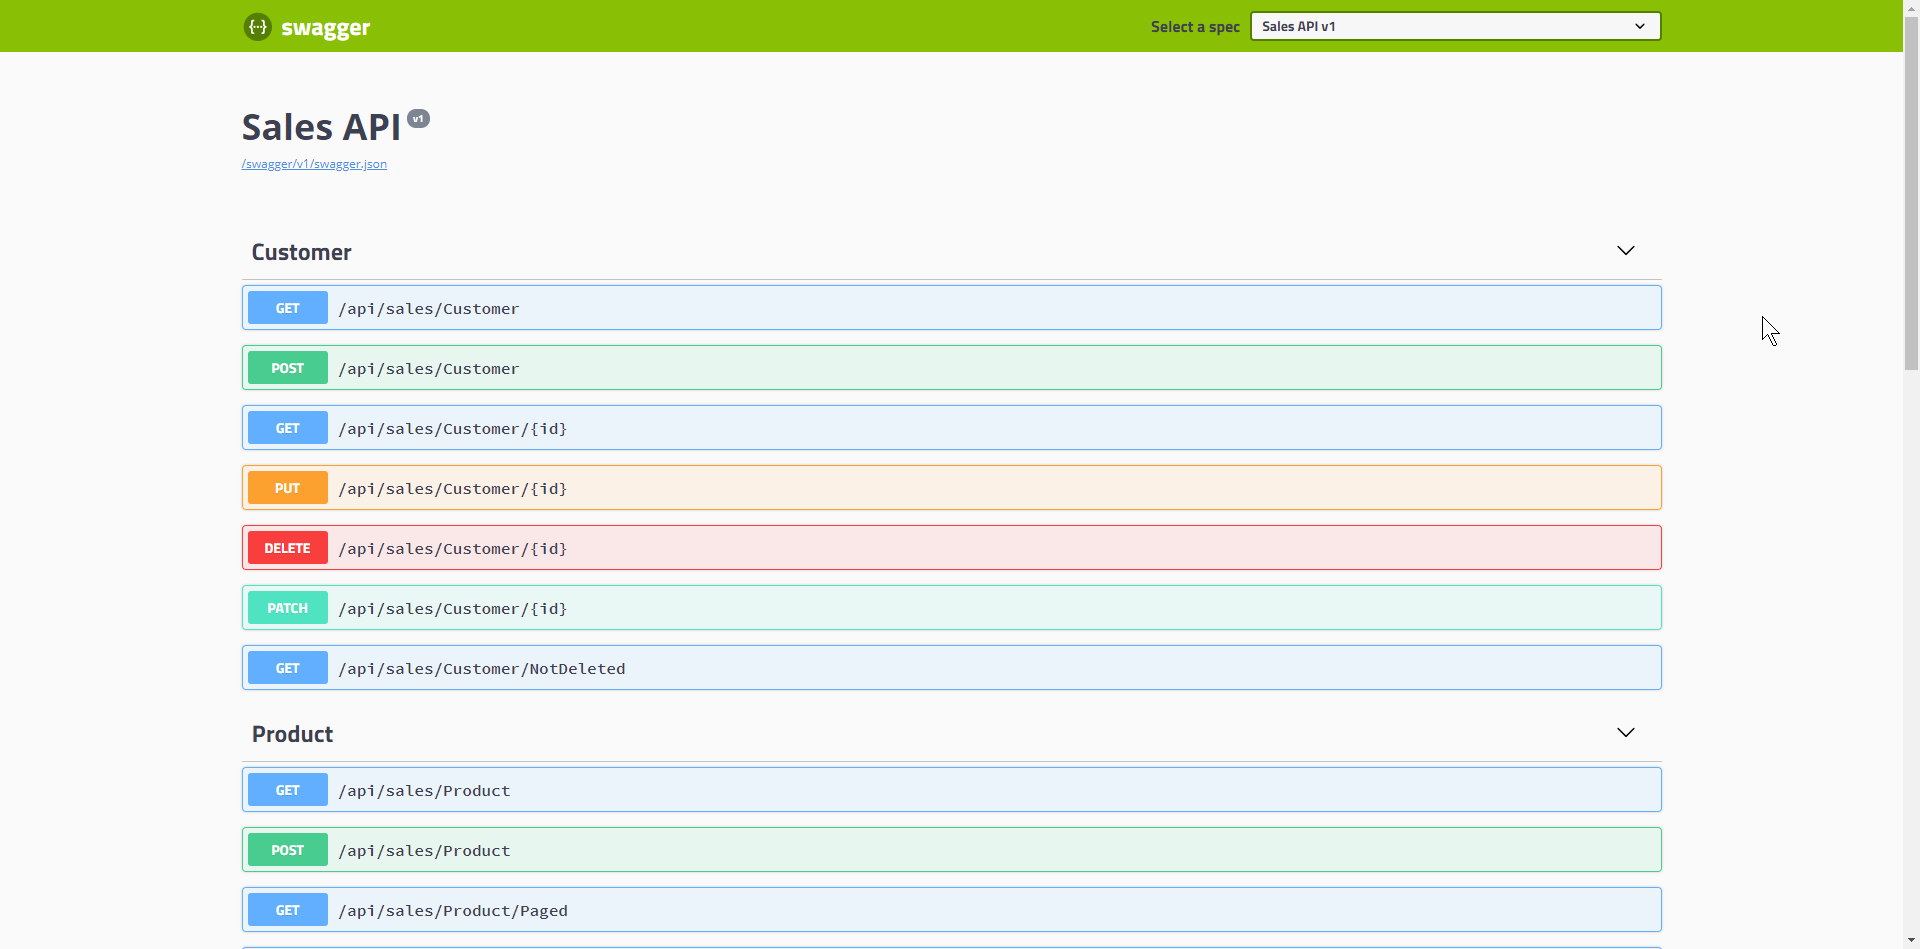 {··} swagger
Select a spec Sales API v1
Sales API v1
/swagger/v1/swagger.json
Customer
GET /api/sales/Customer
POST /api/sales/Customer
GET /api/sales/Customer/{id}
PUT /api/sales/Customer/{id}
DELETE /api/sales/Customer/{id}
PATCH /api/sales/Customer/{id}
GET /api/sales/Customer/NotDeleted
Product
GET /api/sales/Product
POST /api/sales/Product
GET /api/sales/Product/Paged